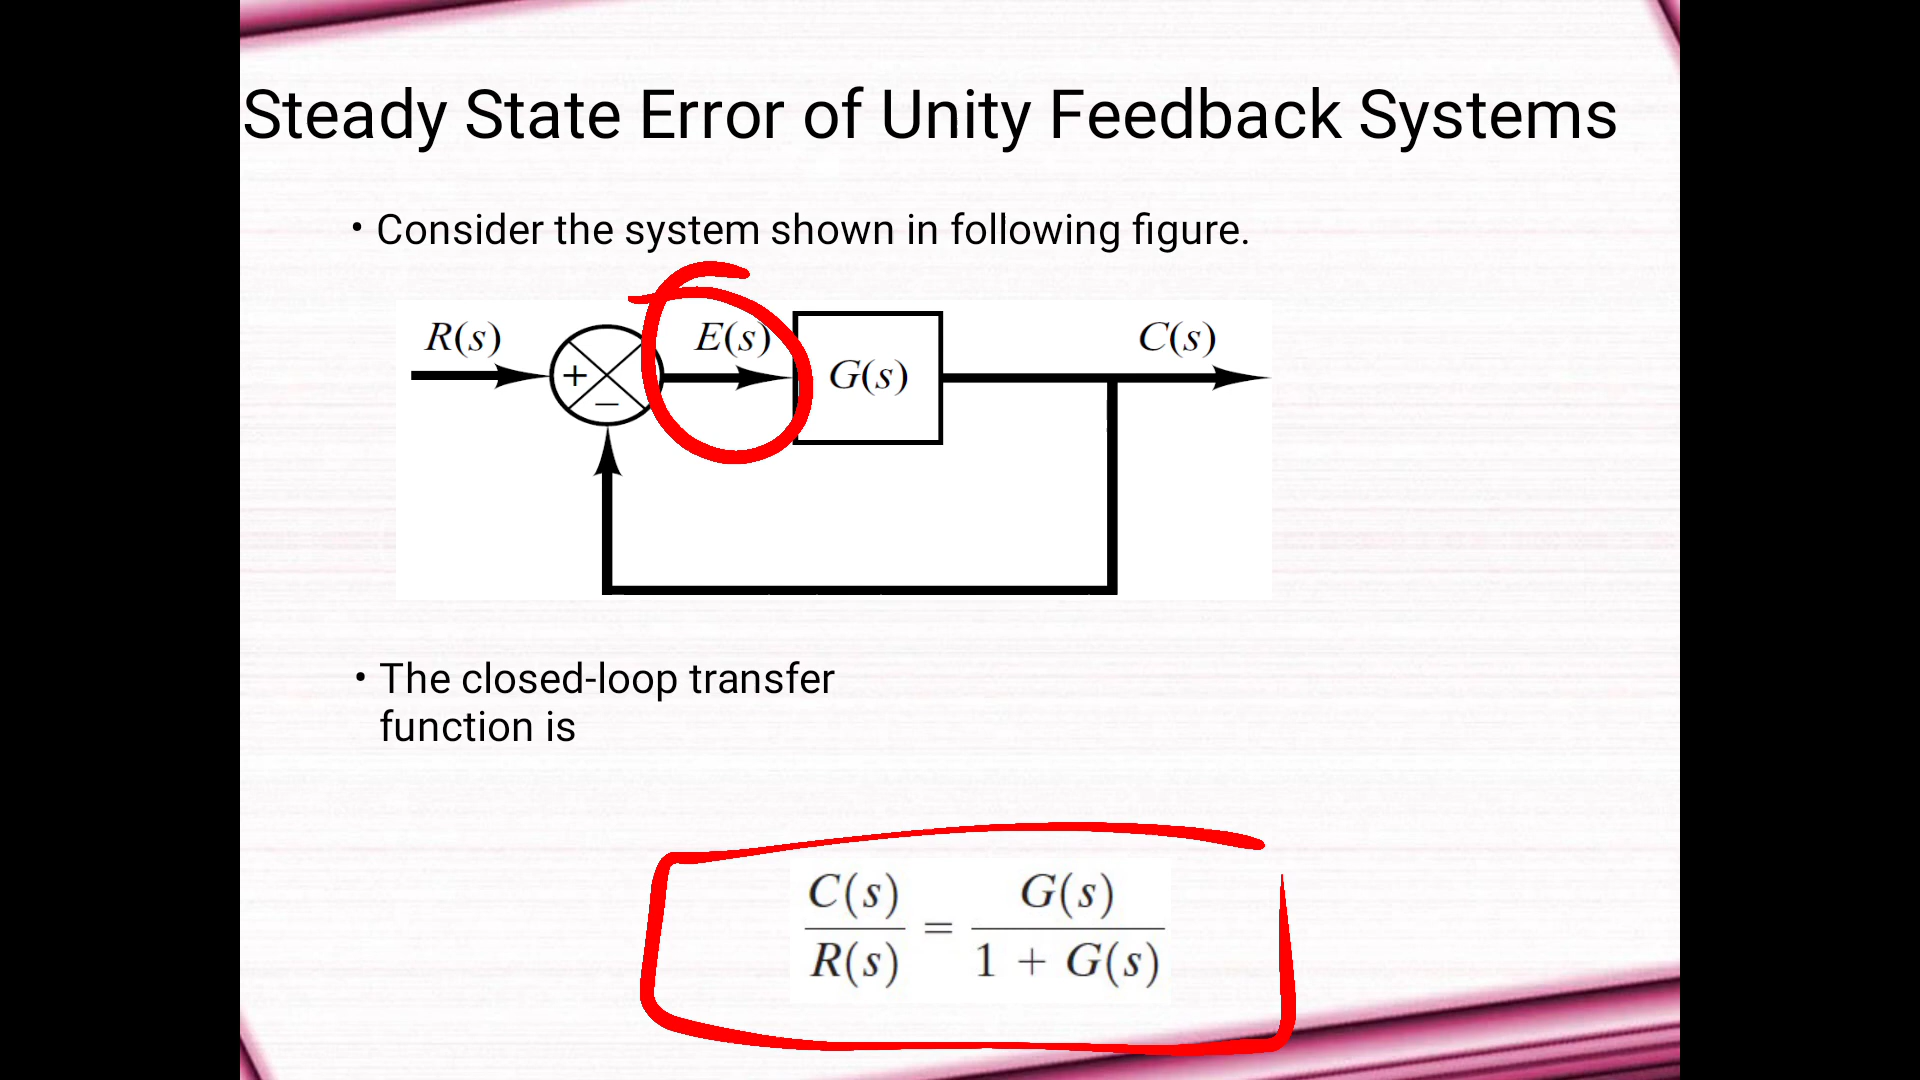 Steady State Error of Unity Feedback Systems
• Consider the system shown in following figure.
R(s)
E(s)
C(s)
+
G(s)
−
• The closed-loop transfer
function is
C(s)/R(s) = G(s)/(1 + G(s))